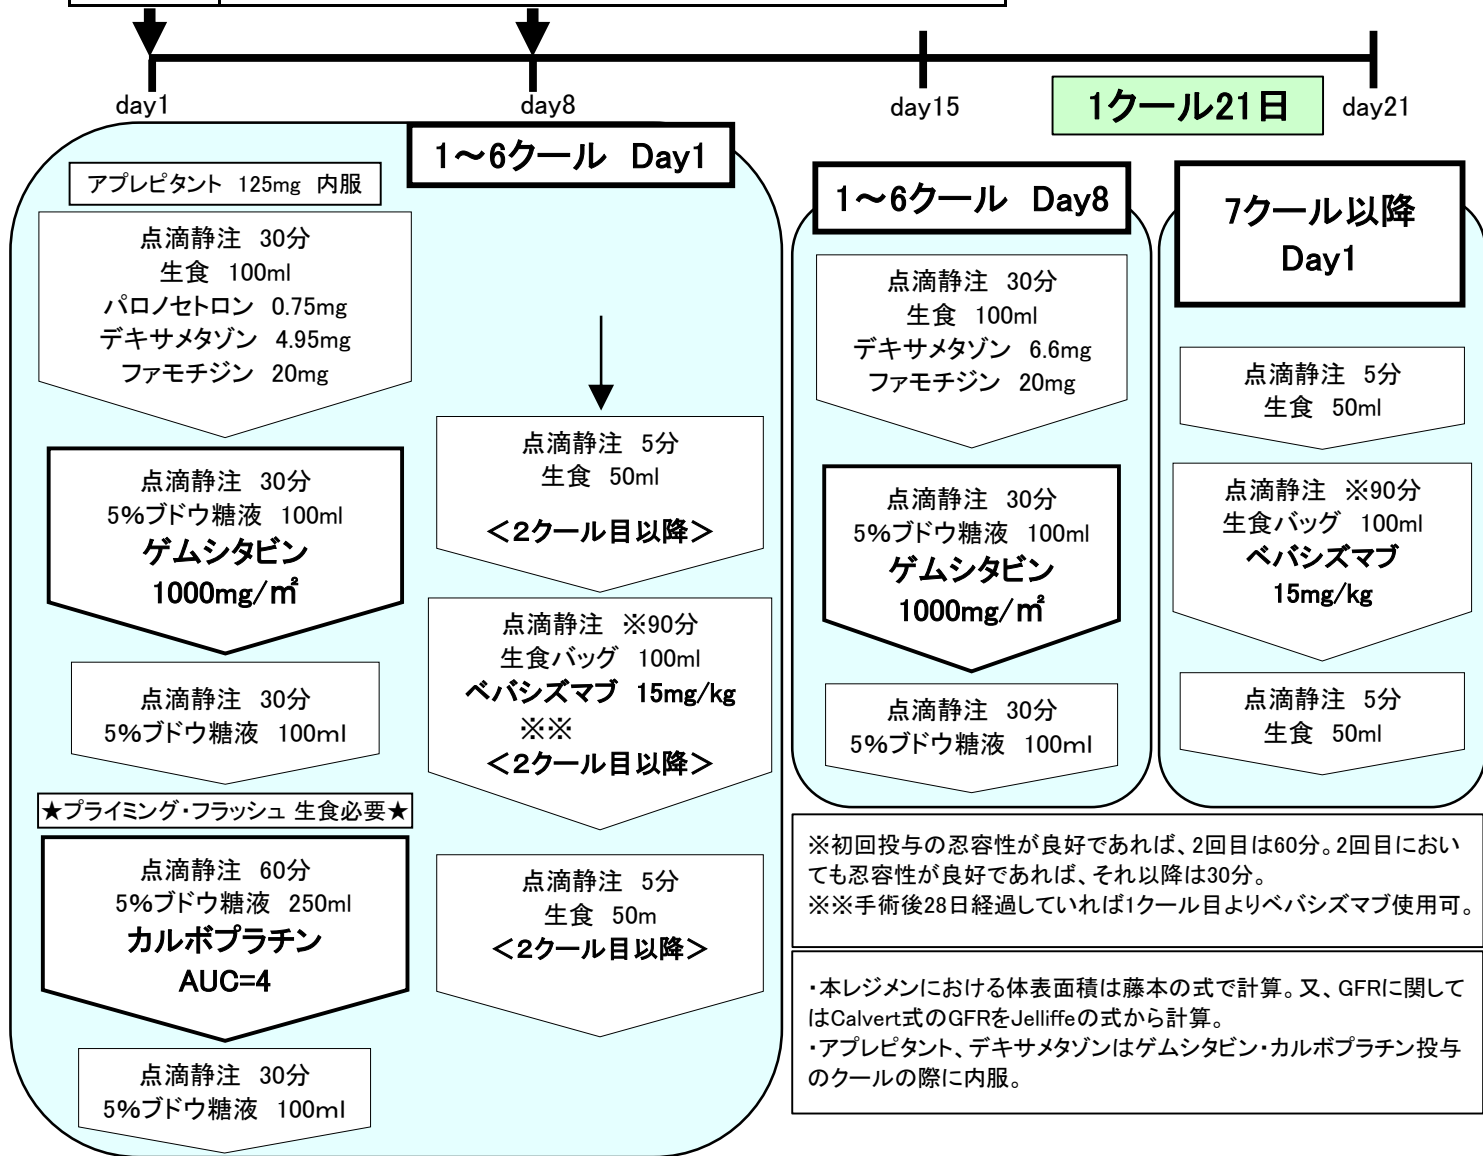 day1
day8
day15
day21
1クール21日
1～6クール Day1
アプレピタント 125mg 内服
点滴静注 30分
生食 100ml
パロノセトロン 0.75mg
デキサメタゾン 4.95mg
ファモチジン 20mg
点滴静注 30分
5%ブドウ糖液 100ml
ゲムシタビン
1000mg/㎡
点滴静注 30分
5%ブドウ糖液 100ml
★プライミング・フラッシュ 生食必要★
点滴静注 60分
5%ブドウ糖液 250ml
カルボプラチン
AUC=4
点滴静注 30分
5%ブドウ糖液 100ml
点滴静注 5分
生食 50ml
＜2クール目以降＞
点滴静注 ※90分
生食バッグ 100ml
ベバシズマブ 15mg/kg
※※
＜2クール目以降＞
点滴静注 5分
生食 50m
＜2クール目以降＞
1～6クール Day8
点滴静注 30分
生食 100ml
デキサメタゾン 6.6mg
ファモチジン 20mg
点滴静注 30分
5%ブドウ糖液 100ml
ゲムシタビン
1000mg/㎡
点滴静注 30分
5%ブドウ糖液 100ml
7クール以降
Day1
点滴静注 5分
生食 50ml
点滴静注 ※90分
生食バッグ 100ml
ベバシズマブ
15mg/kg
点滴静注 5分
生食 50ml
※初回投与の忍容性が良好であれば、2回目は60分。2回目におい
ても忍容性が良好であれば、それ以降は30分。
※※手術後28日経過していれば1クール目よりベバシズマブ使用可。
・本レジメンにおける体表面積は藤本の式で計算。又、GFRに関して
はCalvert式のGFRをJelliffeの式から計算。
・アプレピタント、デキサメタゾンはゲムシタビン・カルボプラチン投与
のクールの際に内服。